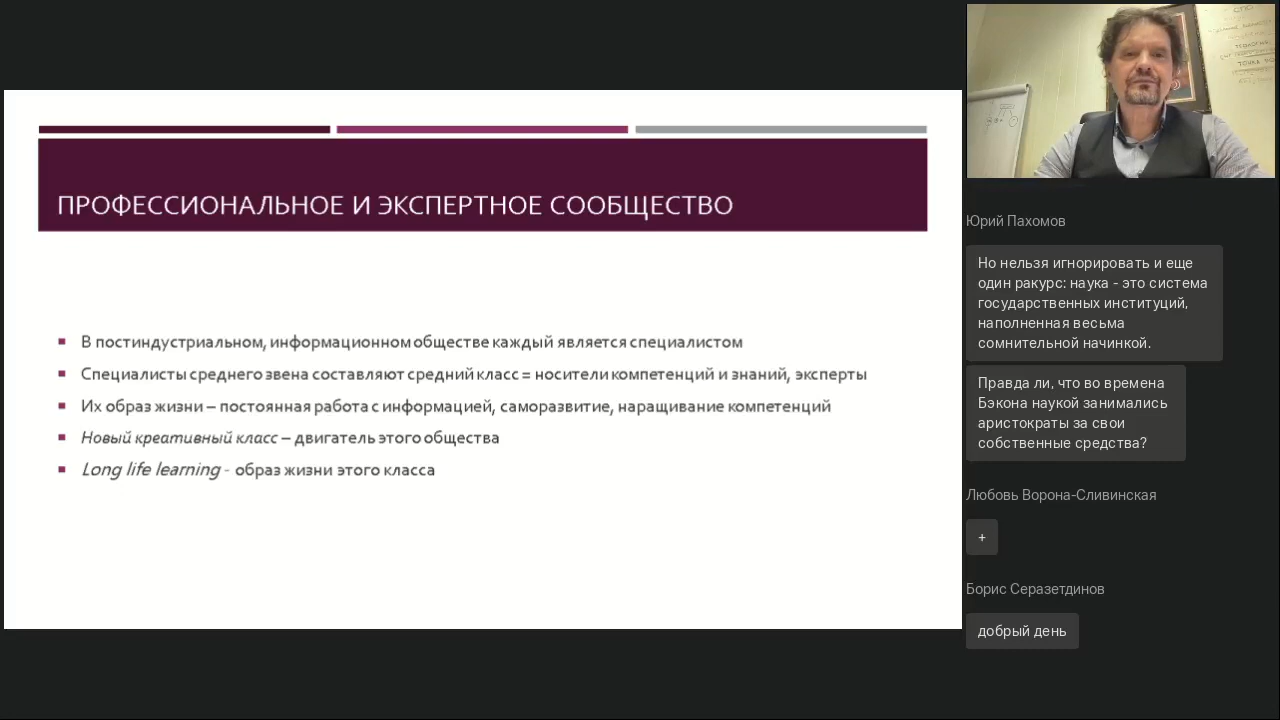 ПРОФЕССИОНАЛЬНОЕ И ЭКСПЕРТНОЕ СООБЩЕСТВО
В постиндустриальном, информационном обществе каждый является специалистом
Специалисты среднего звена составляют средний класс = носители компетенций и знаний, эксперты
Их образ жизни – постоянная работа с информацией, саморазвитие, наращивание компетенций
Новый креативный класс – двигатель этого общества
Long life learning - образ жизни этого класса
Юрий Пахомов
Но нельзя игнорировать и еще
один ракурс: наука - это система
государственных институций,
наполненная весьма
сомнительной начинкой.
Правда ли, что во времена
Бэкона наукой занимались
аристократы за свои
собственные средства?
Любовь Ворона-Сливинская
+
Борис Серазетдинов
добрый день